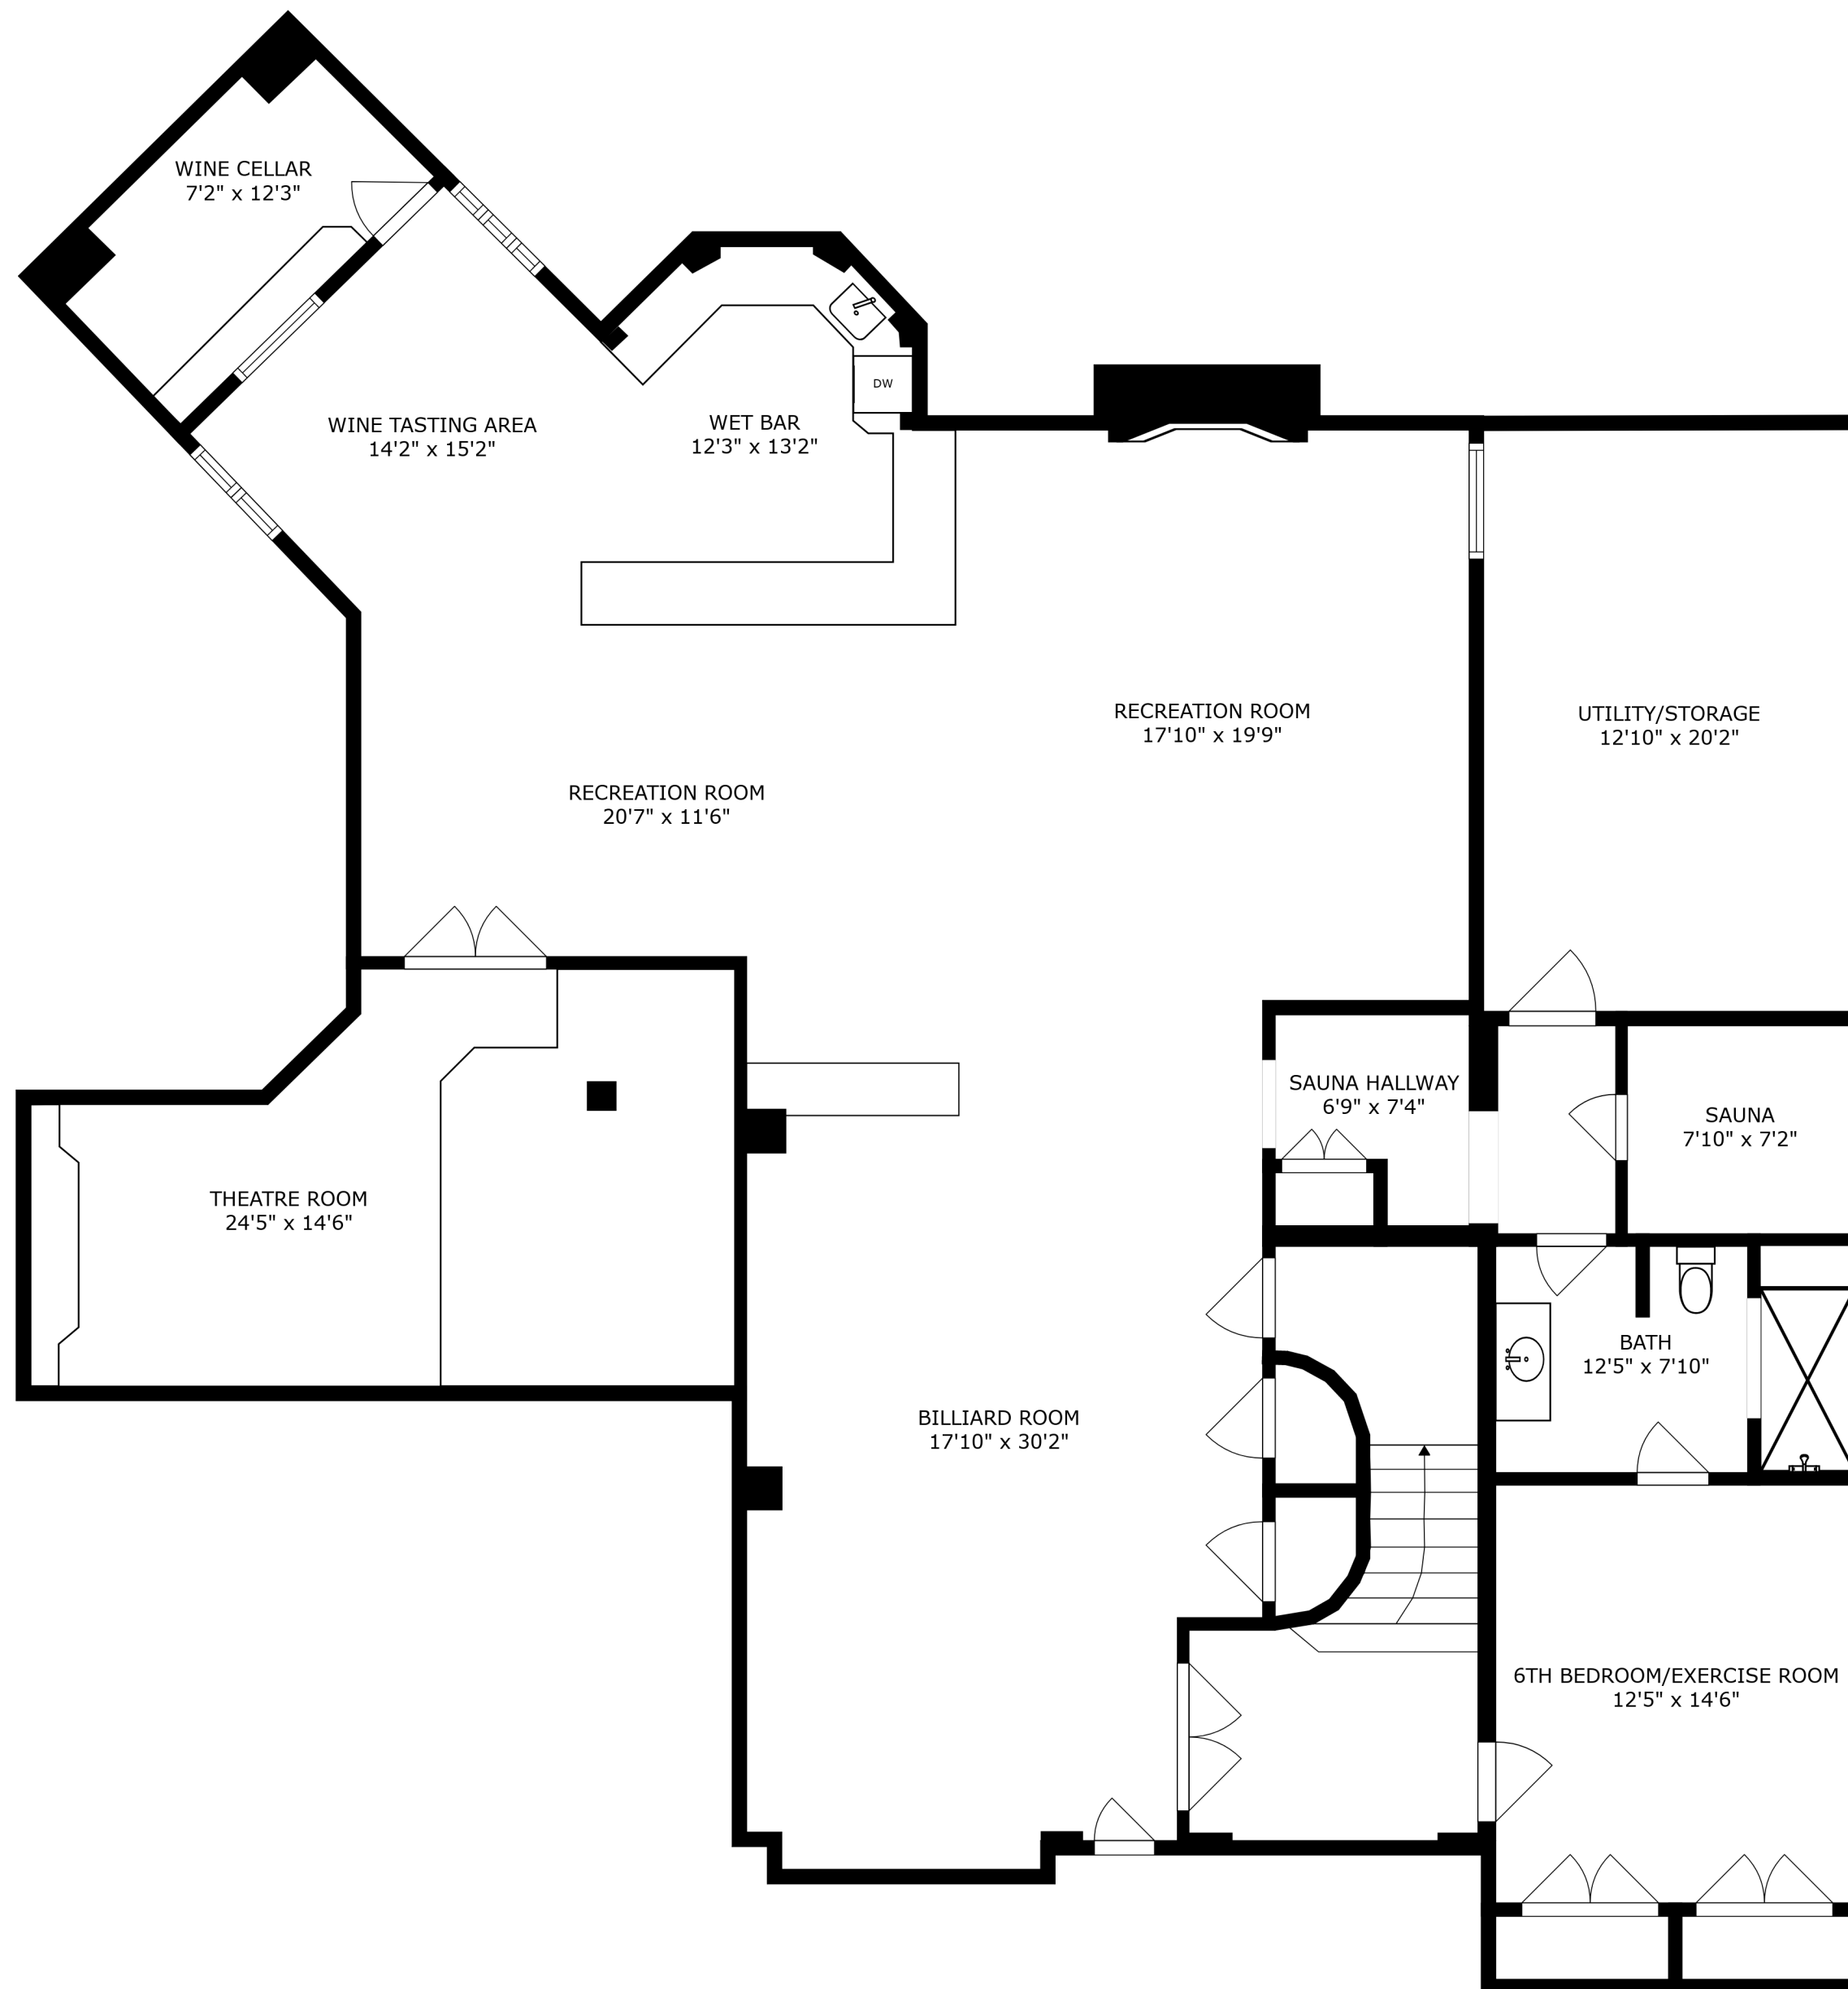 WINE CELLAR
7'2" x 12'3"
WINE TASTING AREA
14'2" x 15'2"
WET BAR
12'3" x 13'2"
DW
RECREATION ROOM
17'10" x 19'9"
UTILITY/STORAGE
12'10" x 20'2"
RECREATION ROOM
20'7" x 11'6"
SAUNA HALLWAY
6'9" x 7'4"
SAUNA
7'10" x 7'2"
THEATRE ROOM
24'5" x 14'6"
BATH
12'5" x 7'10"
BILLIARD ROOM
17'10" x 30'2"
6TH BEDROOM/EXERCISE ROOM
12'5" x 14'6"